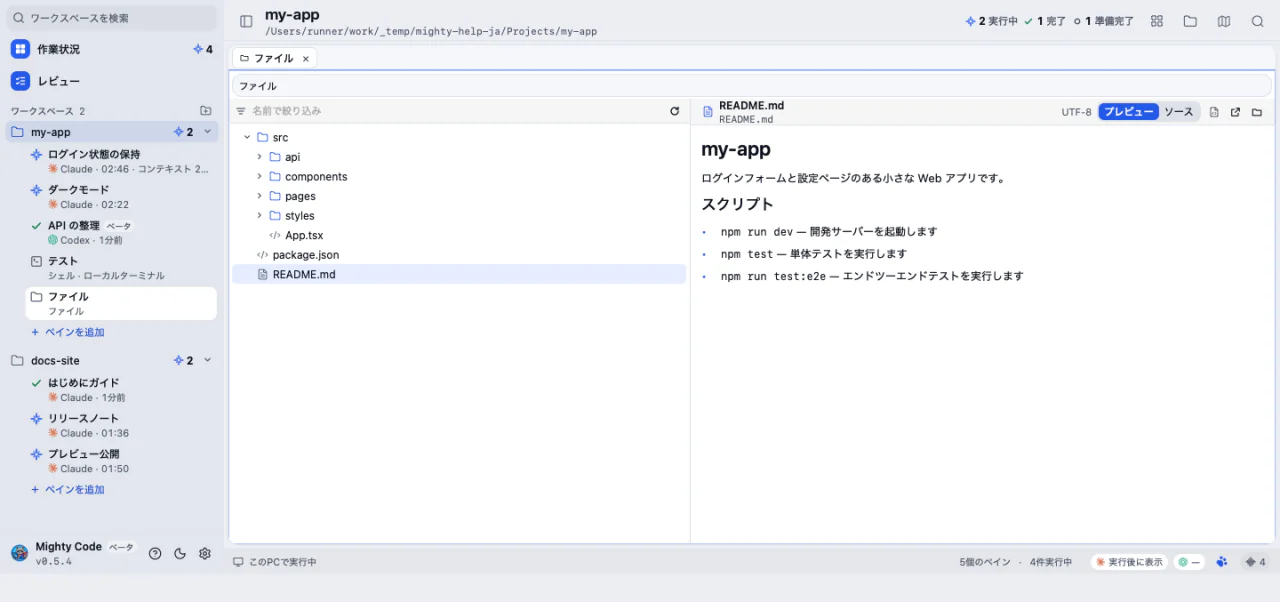 ワークスペースを検索
作業状況 4
レビュー
ワークスペース 2
my-app 2
ログイン状態の保持
Claude · 02:46 · コンテキスト 2...
ダークモード
Claude · 02:22
API の整理 ベータ
Codex · 1分前
テスト
シェル · ローカルターミナル
ファイル
ファイル
+ ペインを追加
docs-site 2
はじめにガイド
Claude · 1分前
リリースノート
Claude · 01:36
プレビュー公開
Claude · 01:50
+ ペインを追加
Mighty Code ベータ
v0.5.4
my-app
/Users/runner/work/_temp/mighty-help-ja/Projects/my-app
2 実行中 1 完了 1 準備完了
ファイル ×
ファイル
名前で絞り込み
src
api
components
pages
styles
App.tsx
package.json
README.md
README.md
README.md
UTF-8 プレビュー ソース
my-app
ログインフォームと設定ページのある小さな Web アプリです。
スクリプト
• npm run dev — 開発サーバーを起動します
• npm test — 単体テストを実行します
• npm run test:e2e — エンドツーエンドテストを実行します
このPCで実行中
5個のペイン · 4件実行中 実行後に表示 — 4